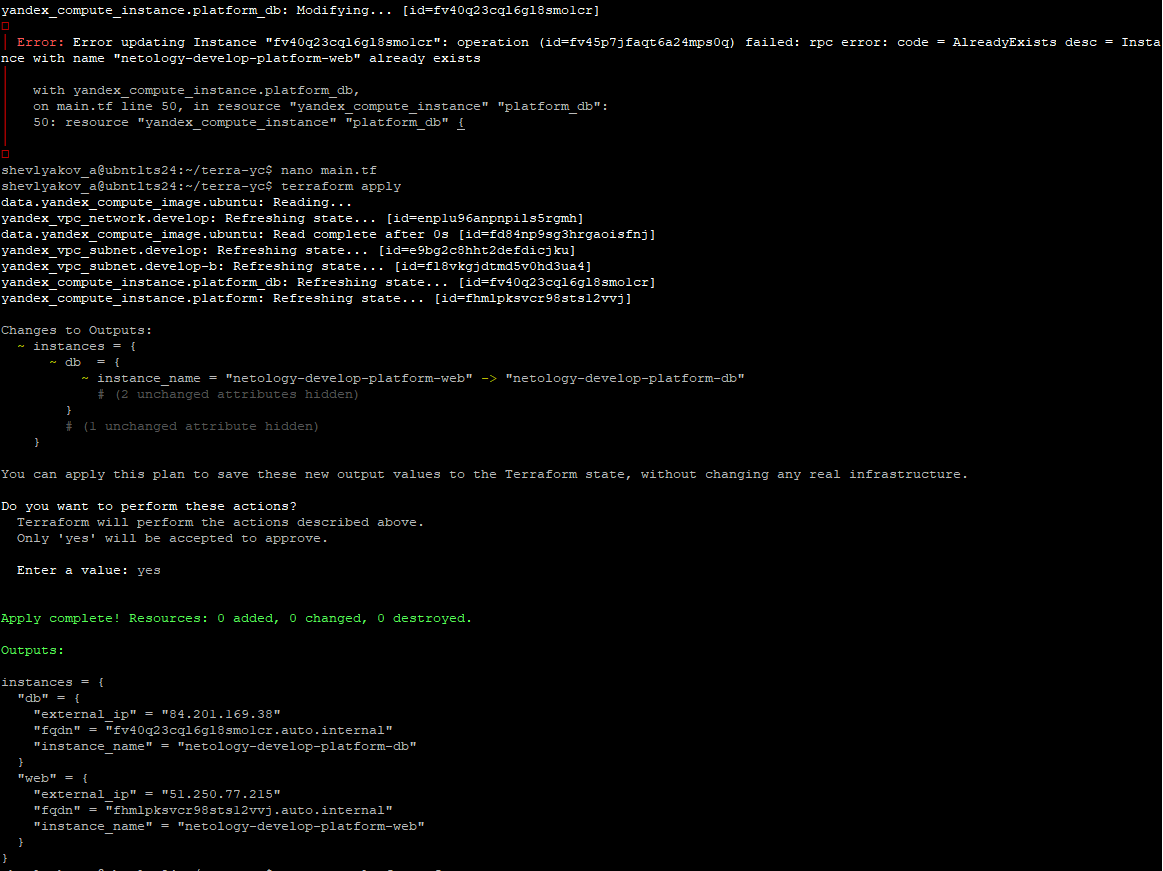 yandex_compute_instance.platform_db: Modifying... [id=fv40q23cql6gl8smolcr]
Error: Error updating Instance "fv40q23cql6gl8smolcr": operation (id=fv45p7jfaqt6a24mps0q) failed: rpc error: code = AlreadyExists desc = Insta
nce with name "netology-develop-platform-web" already exists
with yandex_compute_instance.platform_db,
on main.tf line 50, in resource "yandex_compute_instance" "platform_db":
50: resource "yandex_compute_instance" "platform_db" {
shevlyakov_a@ubntlts24:~/terra-yc$ nano main.tf
shevlyakov_a@ubntlts24:~/terra-yc$ terraform apply
data.yandex_compute_image.ubuntu: Reading...
yandex_vpc_network.develop: Refreshing state... [id=enplu96anpnpils5rgmh]
data.yandex_compute_image.ubuntu: Read complete after 0s [id=fd84np9sg3hrgaoisfnj]
yandex_vpc_subnet.develop: Refreshing state... [id=e9bg2c8hht2defdicjku]
yandex_vpc_subnet.develop-b: Refreshing state... [id=fl8vkgjdtmd5v0hd3ua4]
yandex_compute_instance.platform_db: Refreshing state... [id=fv40q23cql6gl8smolcr]
yandex_compute_instance.platform: Refreshing state... [id=fhmlpksvcr98stsl2vvj]
Changes to Outputs:
~ instances = {
~ db  = {
~ instance_name = "netology-develop-platform-web" -> "netology-develop-platform-db"
# (2 unchanged attributes hidden)
}
# (1 unchanged attribute hidden)
}
You can apply this plan to save these new output values to the Terraform state, without changing any real infrastructure.
Do you want to perform these actions?
Terraform will perform the actions described above.
Only 'yes' will be accepted to approve.
Enter a value: yes
Apply complete! Resources: 0 added, 0 changed, 0 destroyed.
Outputs:
instances = {
"db" = {
"external_ip" = "84.201.169.38"
"fqdn" = "fv40q23cql6gl8smolcr.auto.internal"
"instance_name" = "netology-develop-platform-db"
}
"web" = {
"external_ip" = "51.250.77.215"
"fqdn" = "fhmlpksvcr98stsl2vvj.auto.internal"
"instance_name" = "netology-develop-platform-web"
}
}